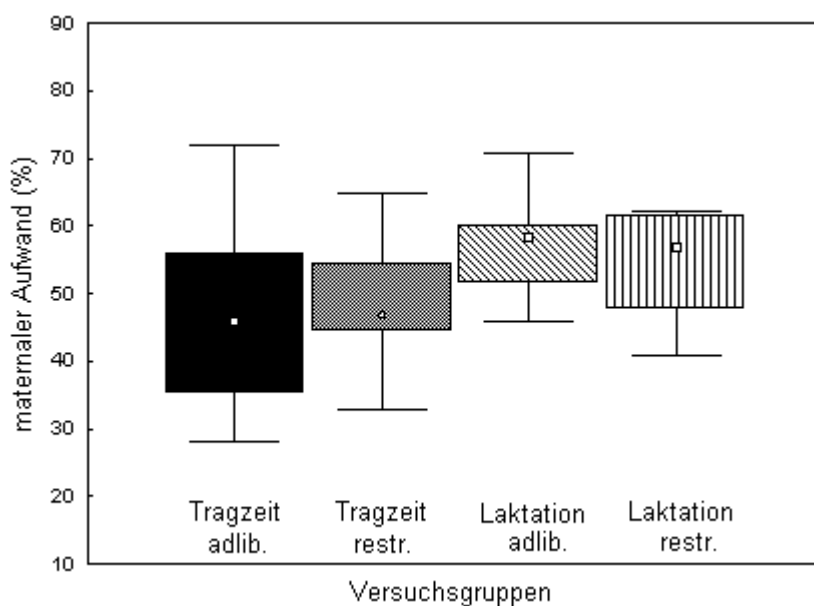 90
80
70
60
50
40
30
20
10
maternaler Aufwand (%)
Tragzeit
adlib.
Tragzeit
restr.
Laktation
adlib.
Laktation
restr.
Versuchsgruppen